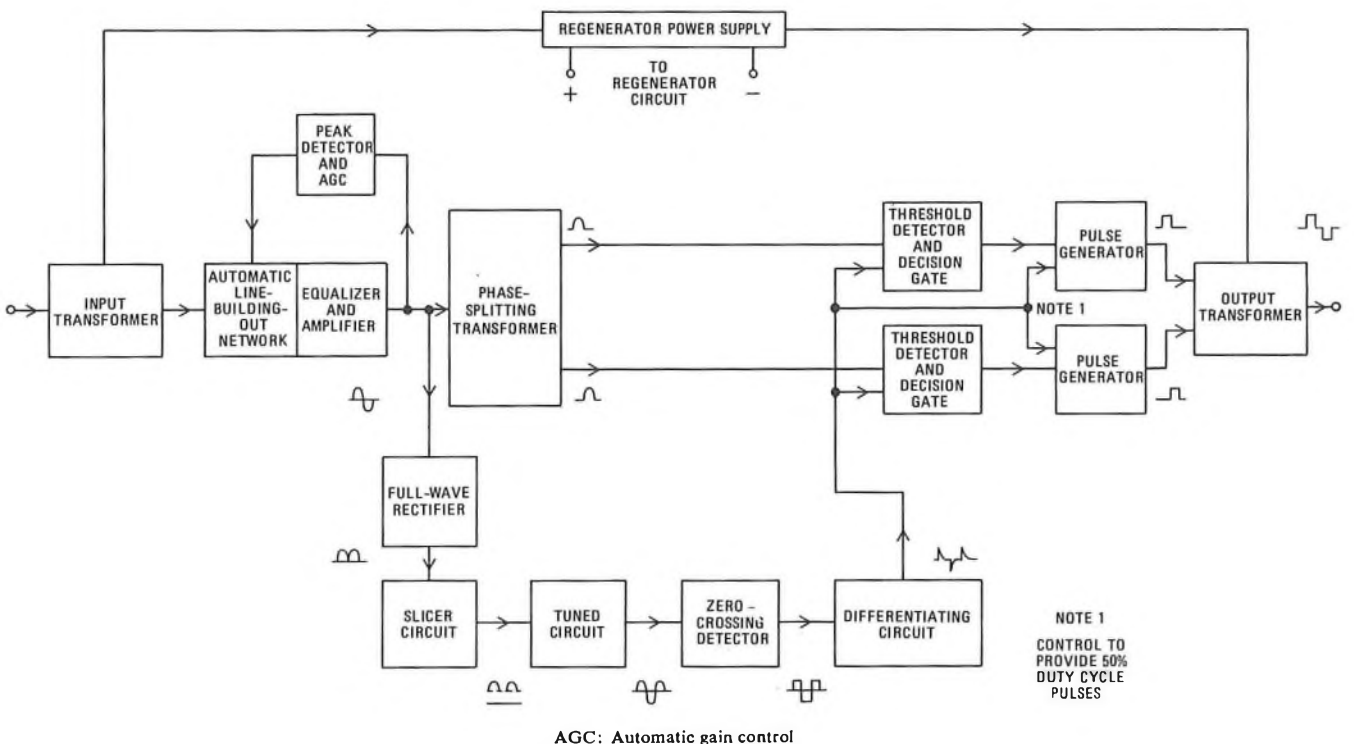 REGENERATOR POWER SUPPLY
TO
REGENERATOR
CIRCUIT
+
−
PEAK
DETECTOR
AND
AGC
INPUT
TRANSFORMER
AUTOMATIC
LINE-
BUILDING-
OUT
NETWORK
EQUALIZER
AND
AMPLIFIER
PHASE-
SPLITTING
TRANSFORMER
THRESHOLD
DETECTOR
AND
DECISION
GATE
PULSE
GENERATOR
NOTE 1
THRESHOLD
DETECTOR
AND
DECISION
GATE
PULSE
GENERATOR
OUTPUT
TRANSFORMER
FULL-WAVE
RECTIFIER
SLICER
CIRCUIT
TUNED
CIRCUIT
ZERO –
CROSSING
DETECTOR
DIFFERENTIATING
CIRCUIT
NOTE 1
CONTROL TO
PROVIDE 50%
DUTY CYCLE
PULSES
AGC: Automatic gain control